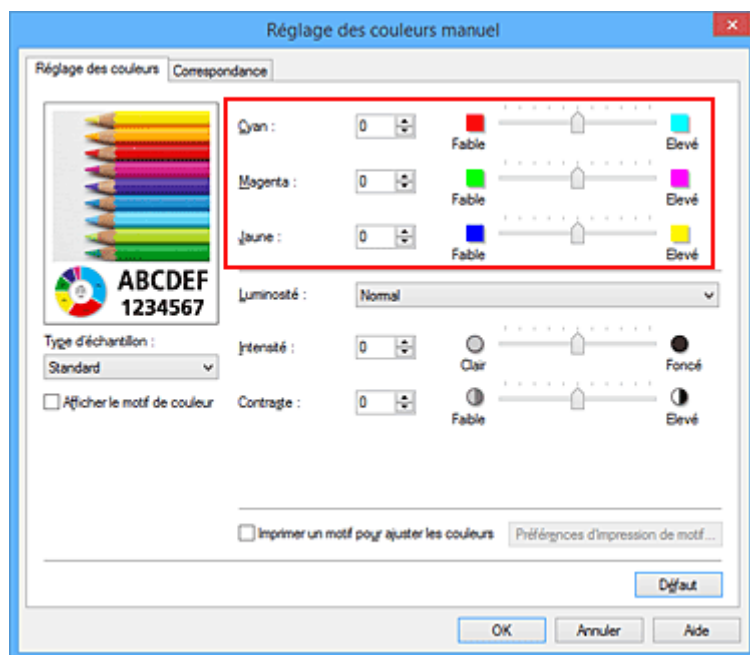 Réglage des couleurs manuel
Réglage des couleurs
Correspondance
Cyan :
0
Faible
Elevé
Magenta :
0
Faible
Elevé
Jaune :
0
Faible
Elevé
ABCDEF
1234567
Luminosité :
Normal
Type d'échantillon :
Standard
Intensité :
0
Clair
Foncé
Afficher le motif de couleur
Contraste :
0
Faible
Elevé
Imprimer un motif pour ajuster les couleurs
Préférences d'impression de motif...
Défaut
OK
Annuler
Aide